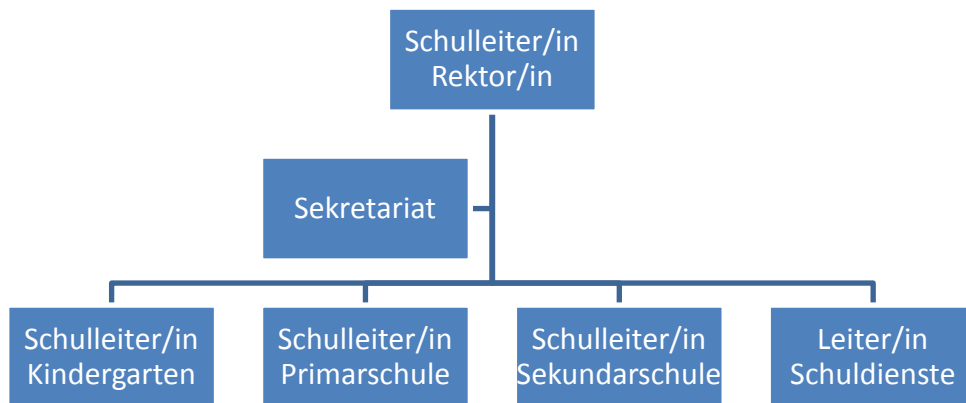 Schulleiter/in
Rektor/in
Sekretariat
Schulleiter/in
Kindergarten
Schulleiter/in
Primarschule
Schulleiter/in
Sekundarschule
Leiter/in
Schuldienste